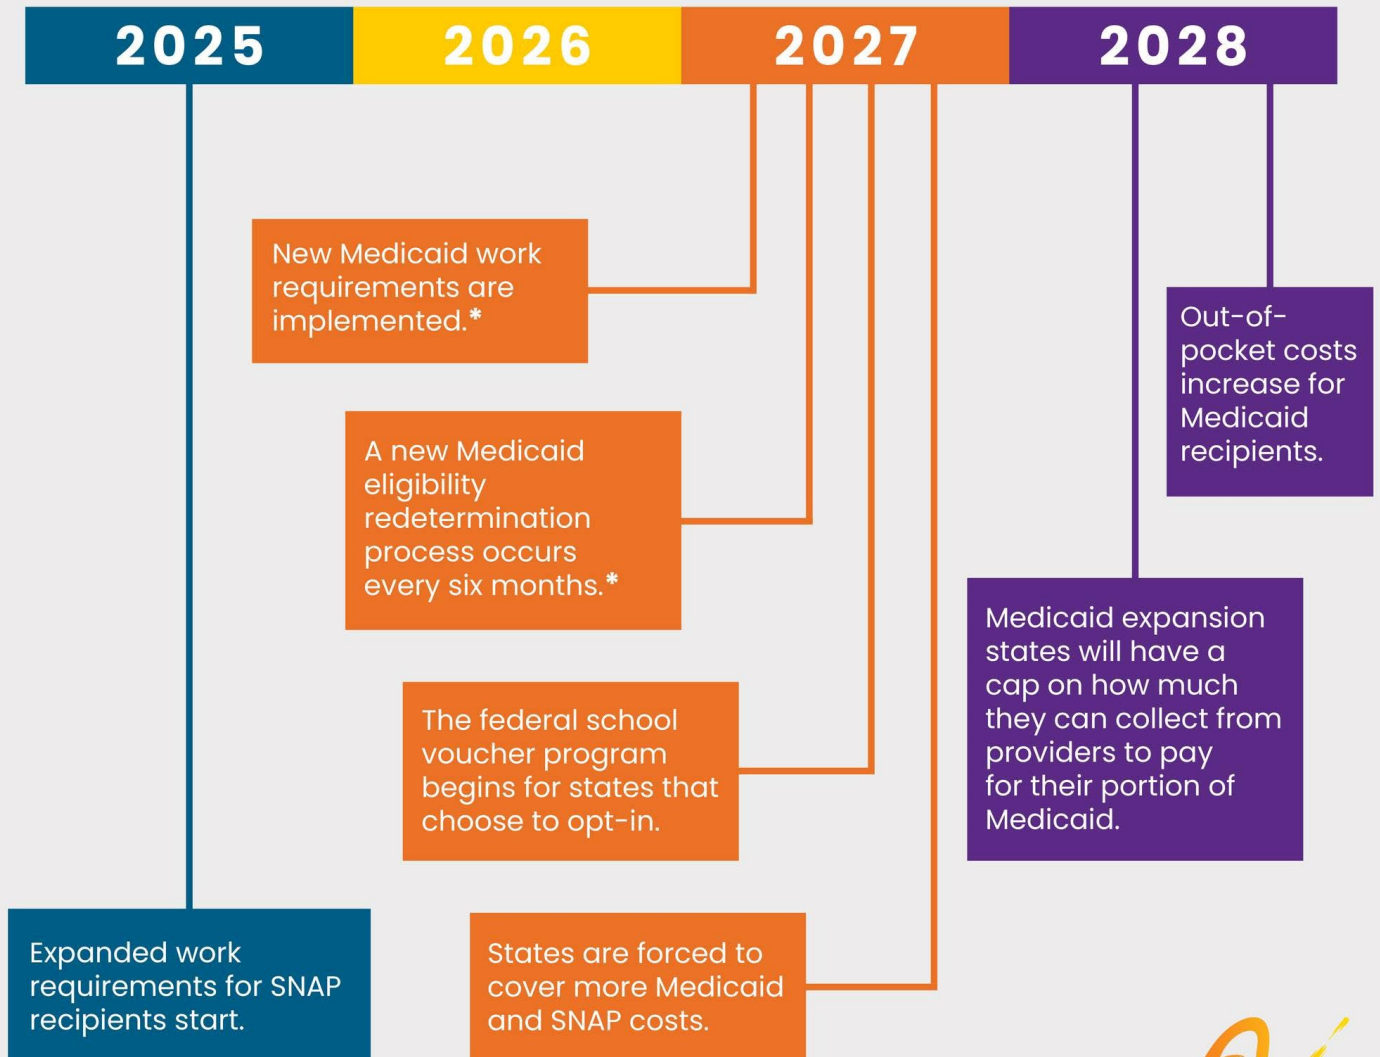 2025 2026 2027 2028
New Medicaid work
requirements are
implemented.*
Out-of-
pocket costs
increase for
Medicaid
recipients.
A new Medicaid
eligibility
redetermination
process occurs
every six months.*
Medicaid expansion
states will have a
cap on how much
they can collect from
providers to pay
for their portion of
Medicaid.
The federal school
voucher program
begins for states that
choose to opt-in.
Expanded work
requirements for SNAP
recipients start.
States are forced to
cover more Medicaid
and SNAP costs.